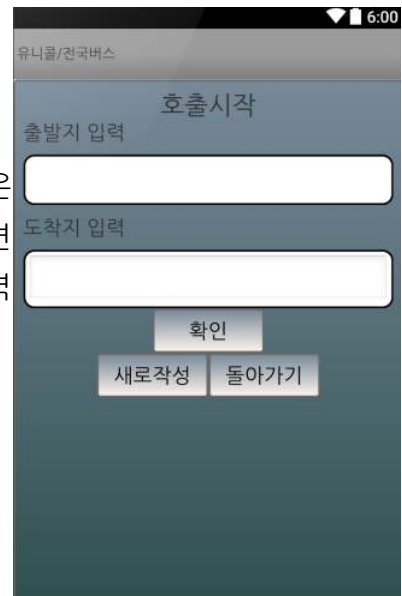 6:00
유니콜/전국버스
호출시작
출발지 입력
도착지 입력
확인
새로작성 돌아가기